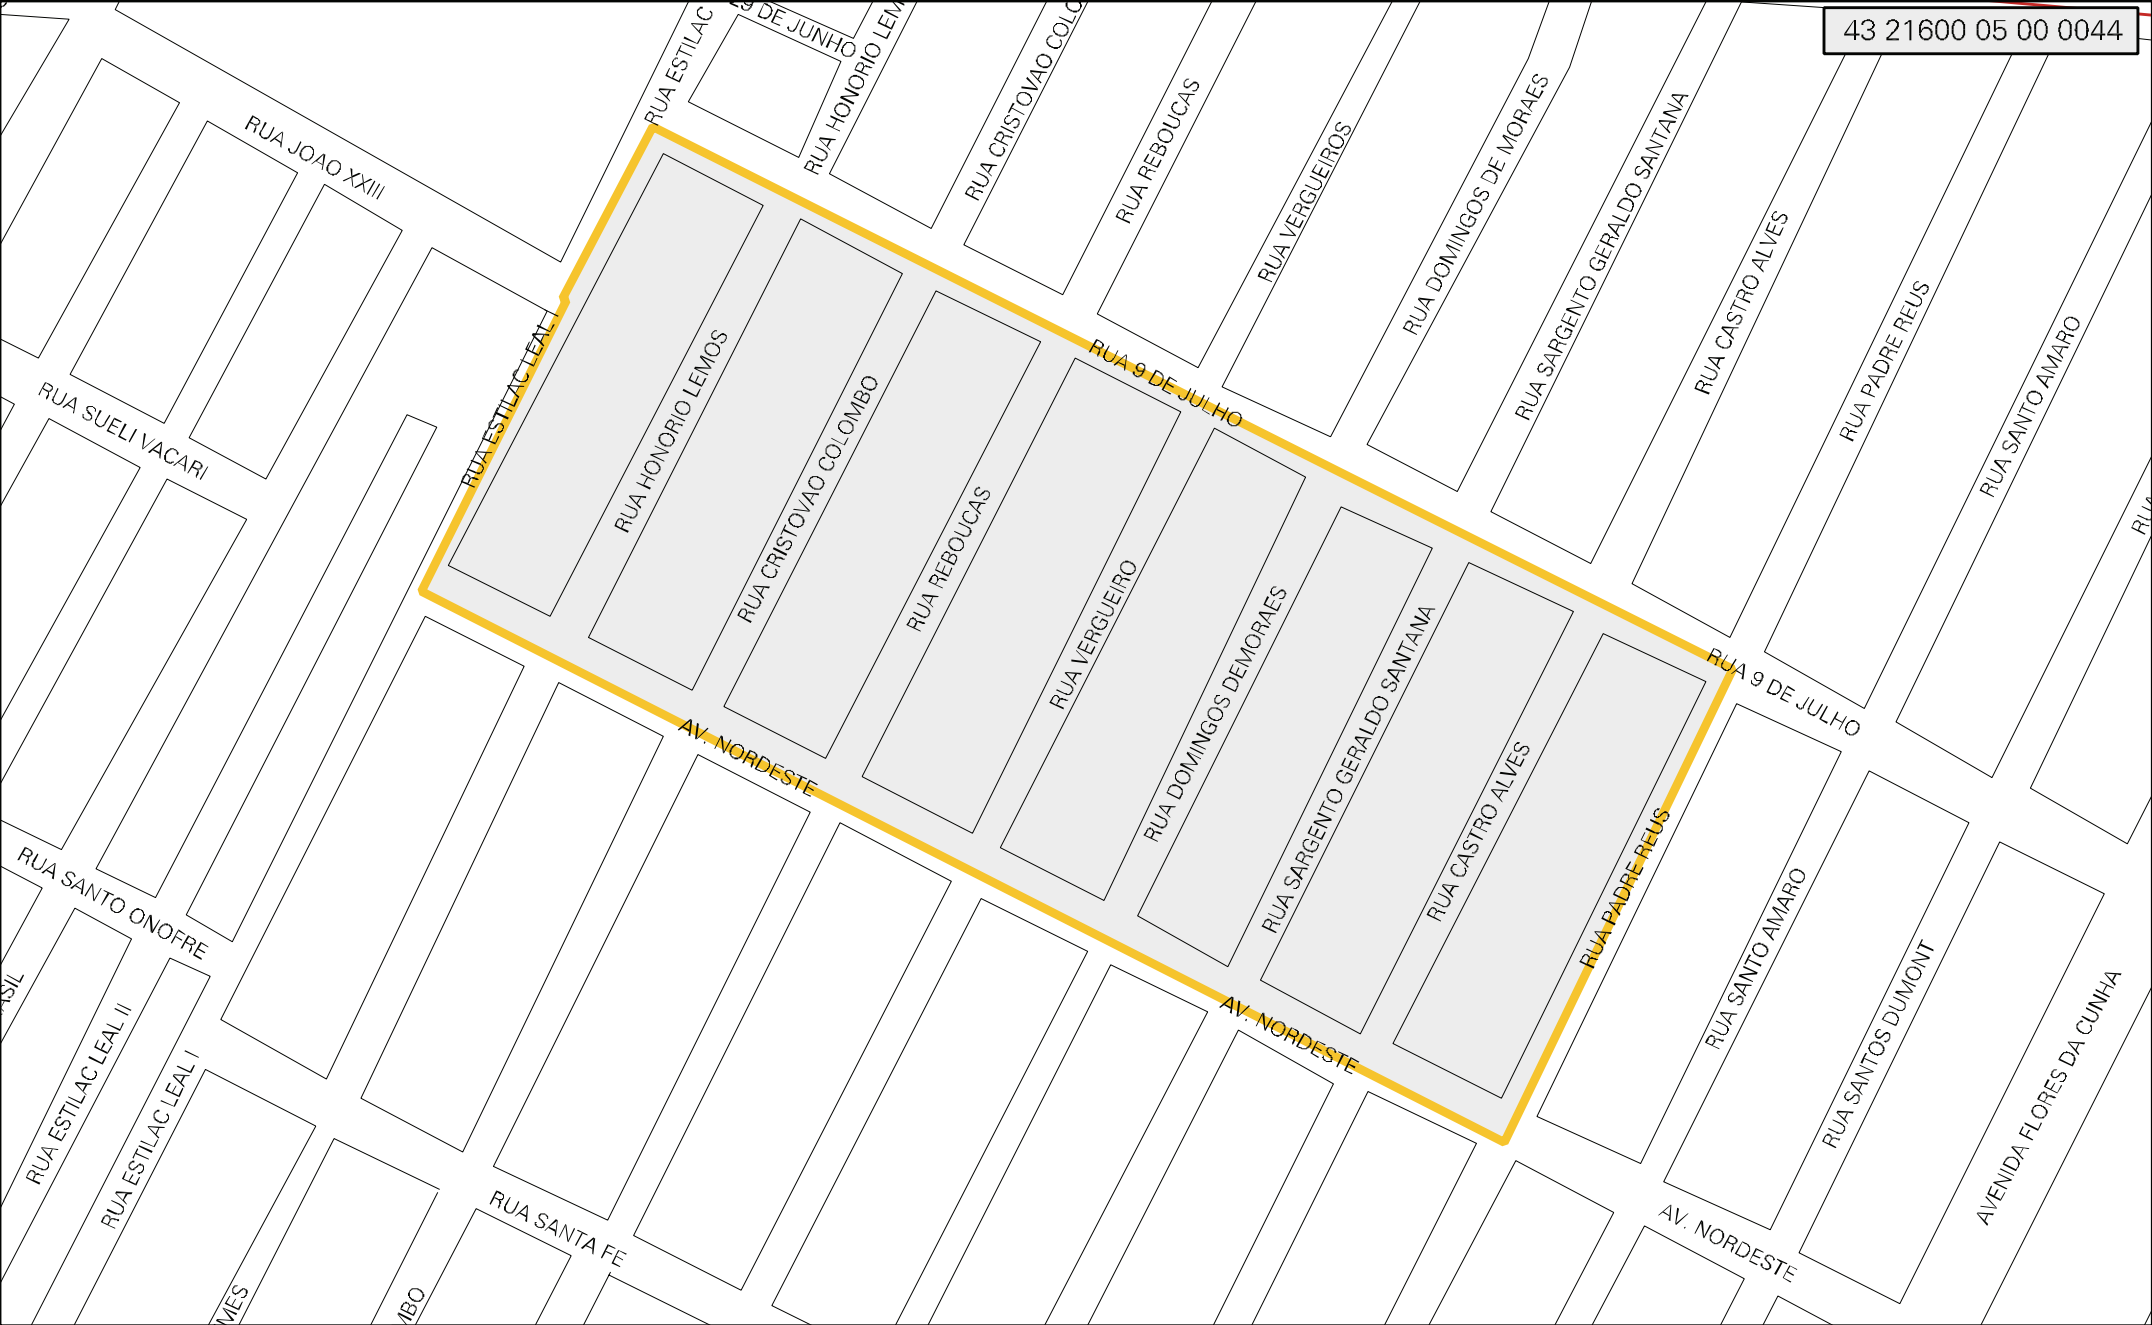 43 21600 05 00 0044
29 DE JUNHO
RUA ESTILAC
RUA HONORIO LEM
RUA CRISTOVAO COLO
RUA REBOUCAS
RUA VERGUEIROS
RUA DOMINGOS DE MORAES
RUA SARGENTO GERALDO SANTANA
RUA CASTRO ALVES
RUA PADRE REUS
RUA SANTO AMARO
RUA
RUA JOAO XXIII
RUA SUELI VACARI
RUA ESTILAC LEAL I
RUA HONORIO LEMOS
RUA CRISTOVAO COLOMBO
RUA REBOUCAS
RUA VERGUEIRO
RUA DOMINGOS DEMORAES
RUA SARGENTO GERALDO SANTANA
RUA CASTRO ALVES
RUA PADRE REUS
RUA 9 DE JULHO
RUA 9 DE JULHO
AV. NORDESTE
AV. NORDESTE
RUA SANTO AMARO
RUA SANTOS DUMONT
AVENIDA FLORES DA CUNHA
AV. NORDESTE
RUA SANTO ONOFRE
ASIL
RUA ESTILAC LEAL II
RUA ESTILAC LEAL I
RUA SANTA FE
MES
MBO